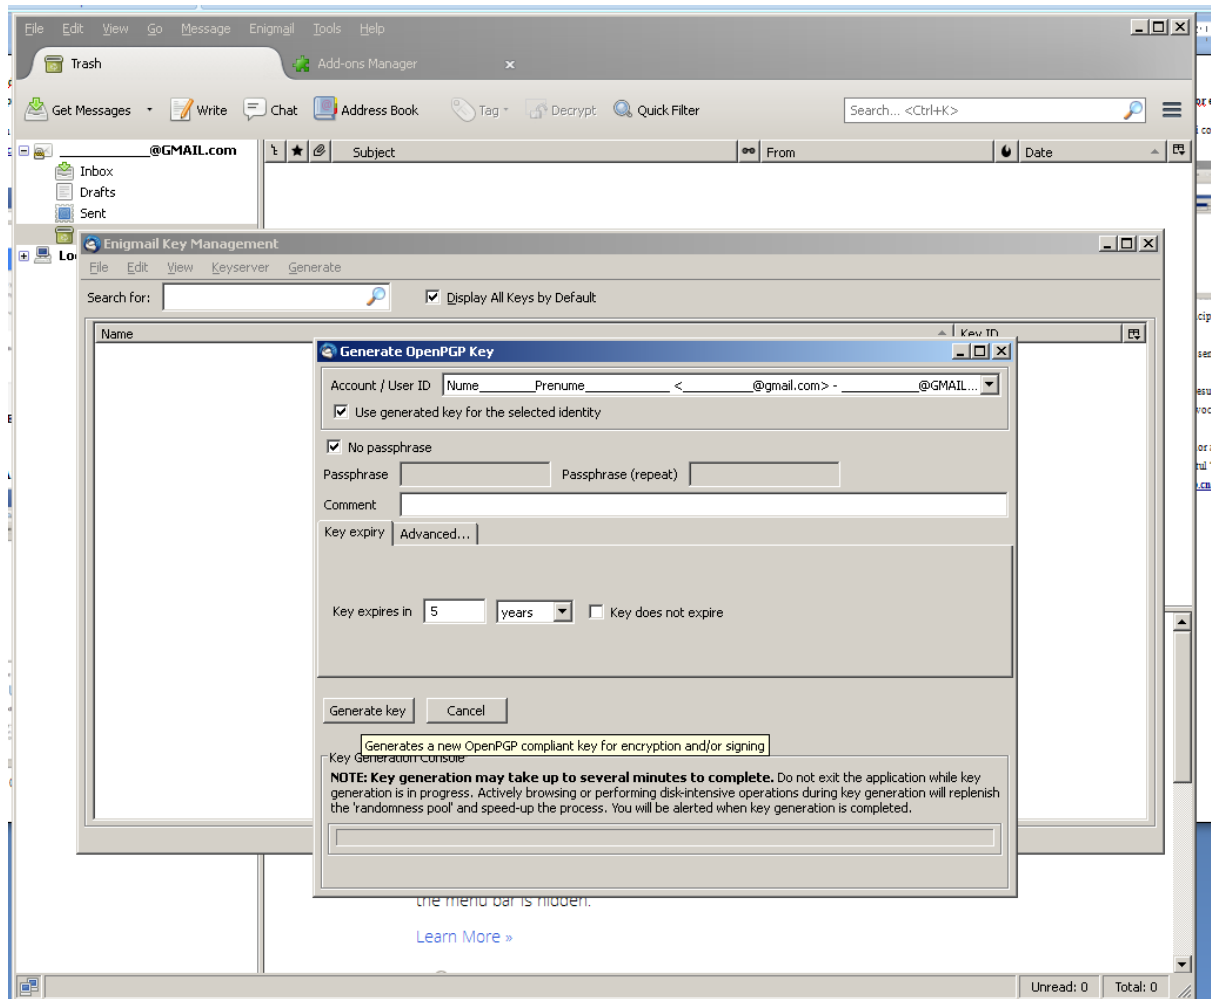 File Edit View Go Message Enigmail Tools Help
Trash
Add-ons Manager
Get Messages Write Chat Address Book Tag Decrypt Quick Filter Search... <Ctrl+K>
__________@GMAIL.com Subject From Date
Inbox
Drafts
Sent
Lo
Enigmail Key Management
File Edit View Keyserver Generate
Search for: Display All Keys by Default
Name Key ID
Generate OpenPGP Key
Account / User ID Nume________Prenume____________ <__________@gmail.com> - ___________@GMAIL...
Use generated key for the selected identity
No passphrase
Passphrase Passphrase (repeat)
Comment
Key expiry Advanced...
Key expires in 5 years Key does not expire
Generate key Cancel
Generates a new OpenPGP compliant key for encryption and/or signing
Key Generation Console
NOTE: Key generation may take up to several minutes to complete. Do not exit the application while key
generation is in progress. Actively browsing or performing disk-intensive operations during key generation will replenish
the 'randomness pool' and speed-up the process. You will be alerted when key generation is completed.
the menu bar is hidden.
Learn More »
Unread: 0 Total: 0